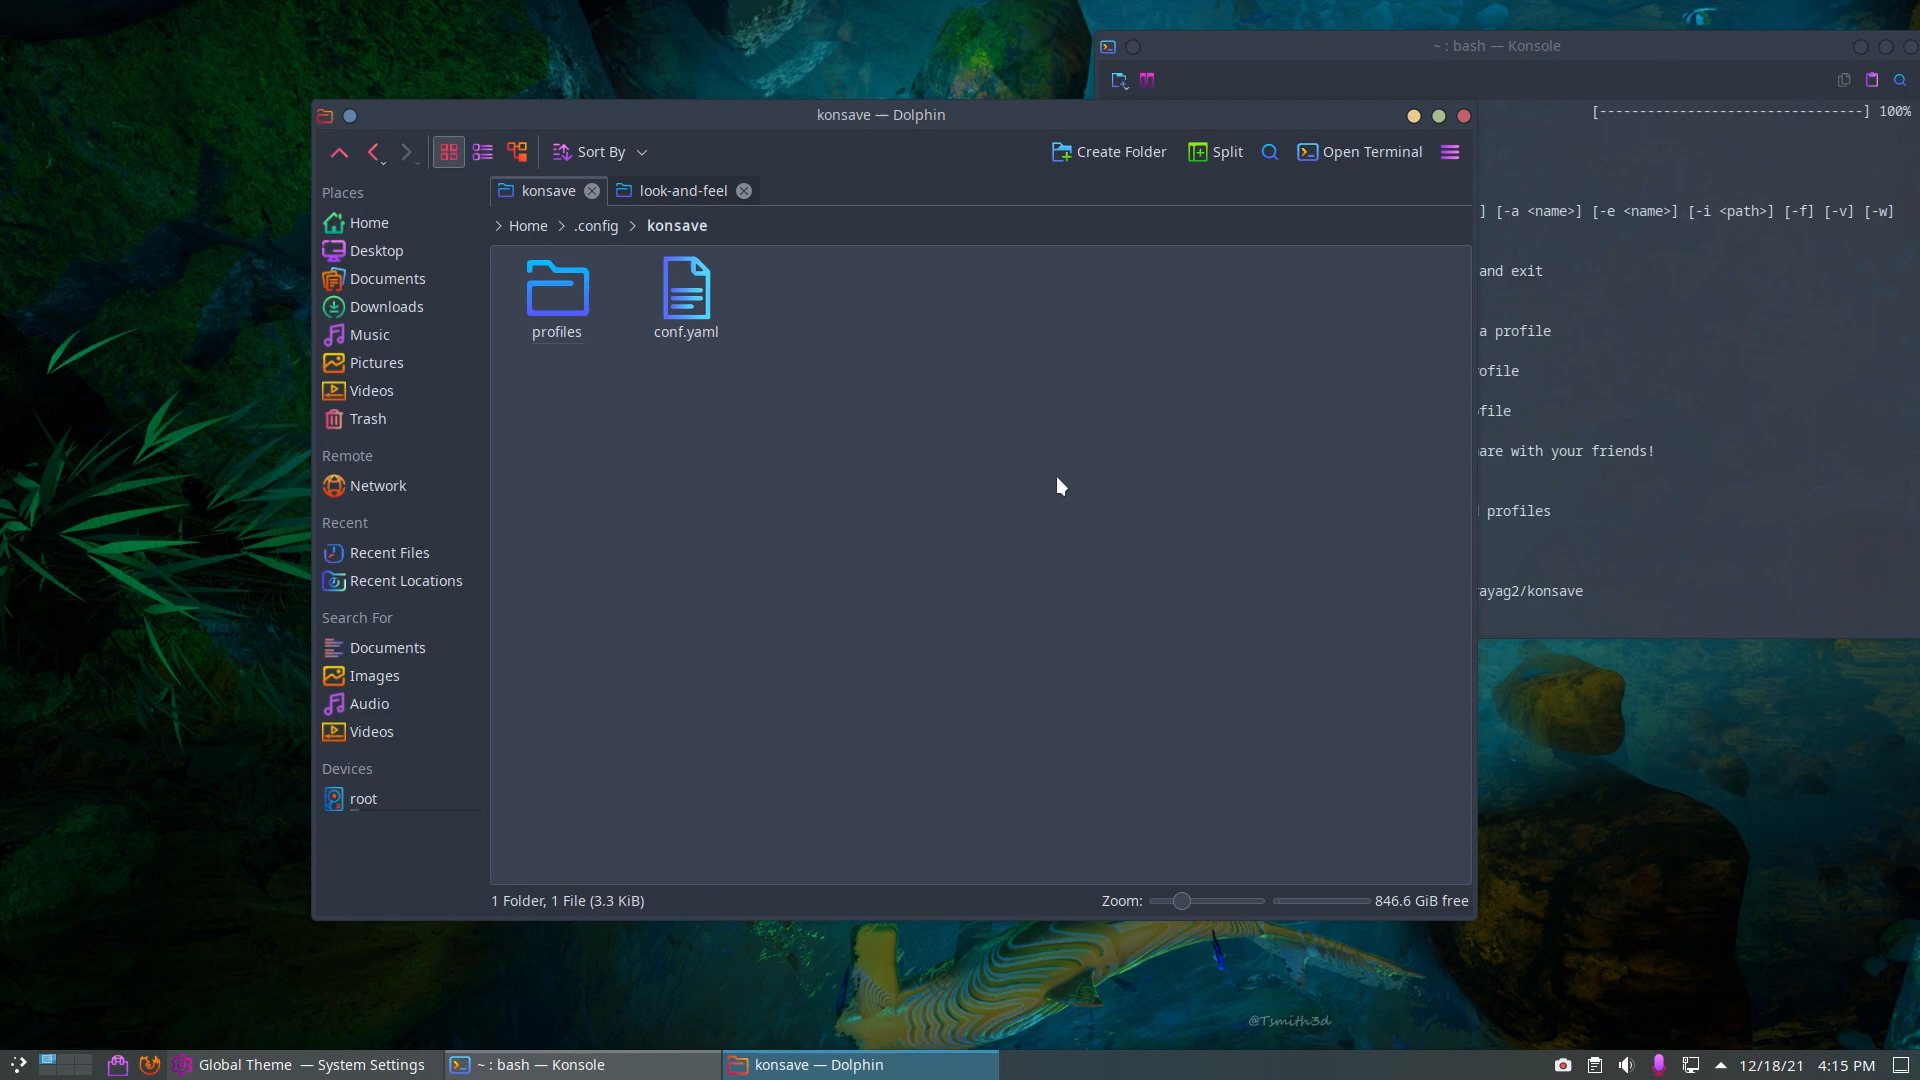 ~ : bash — Konsole
[---------------------------------] 100%
] [-a <name>] [-e <name>] [-i <path>] [-f] [-v] [-w]
and exit
a profile
ofile
file
are with your friends!
profiles
ayag2/konsave
konsave — Dolphin
Sort By
Create Folder
Split
Open Terminal
Places
Home
Desktop
Documents
Downloads
Music
Pictures
Videos
Trash
Remote
Network
Recent
Recent Files
Recent Locations
Search For
Documents
Images
Audio
Videos
Devices
root
konsave
look-and-feel
> Home > .config > konsave
profiles
conf.yaml
1 Folder, 1 File (3.3 KiB)
Zoom:
846.6 GiB free
@Tsmith3d
Global Theme — System Settings
~ : bash — Konsole
konsave — Dolphin
12/18/21 4:15 PM